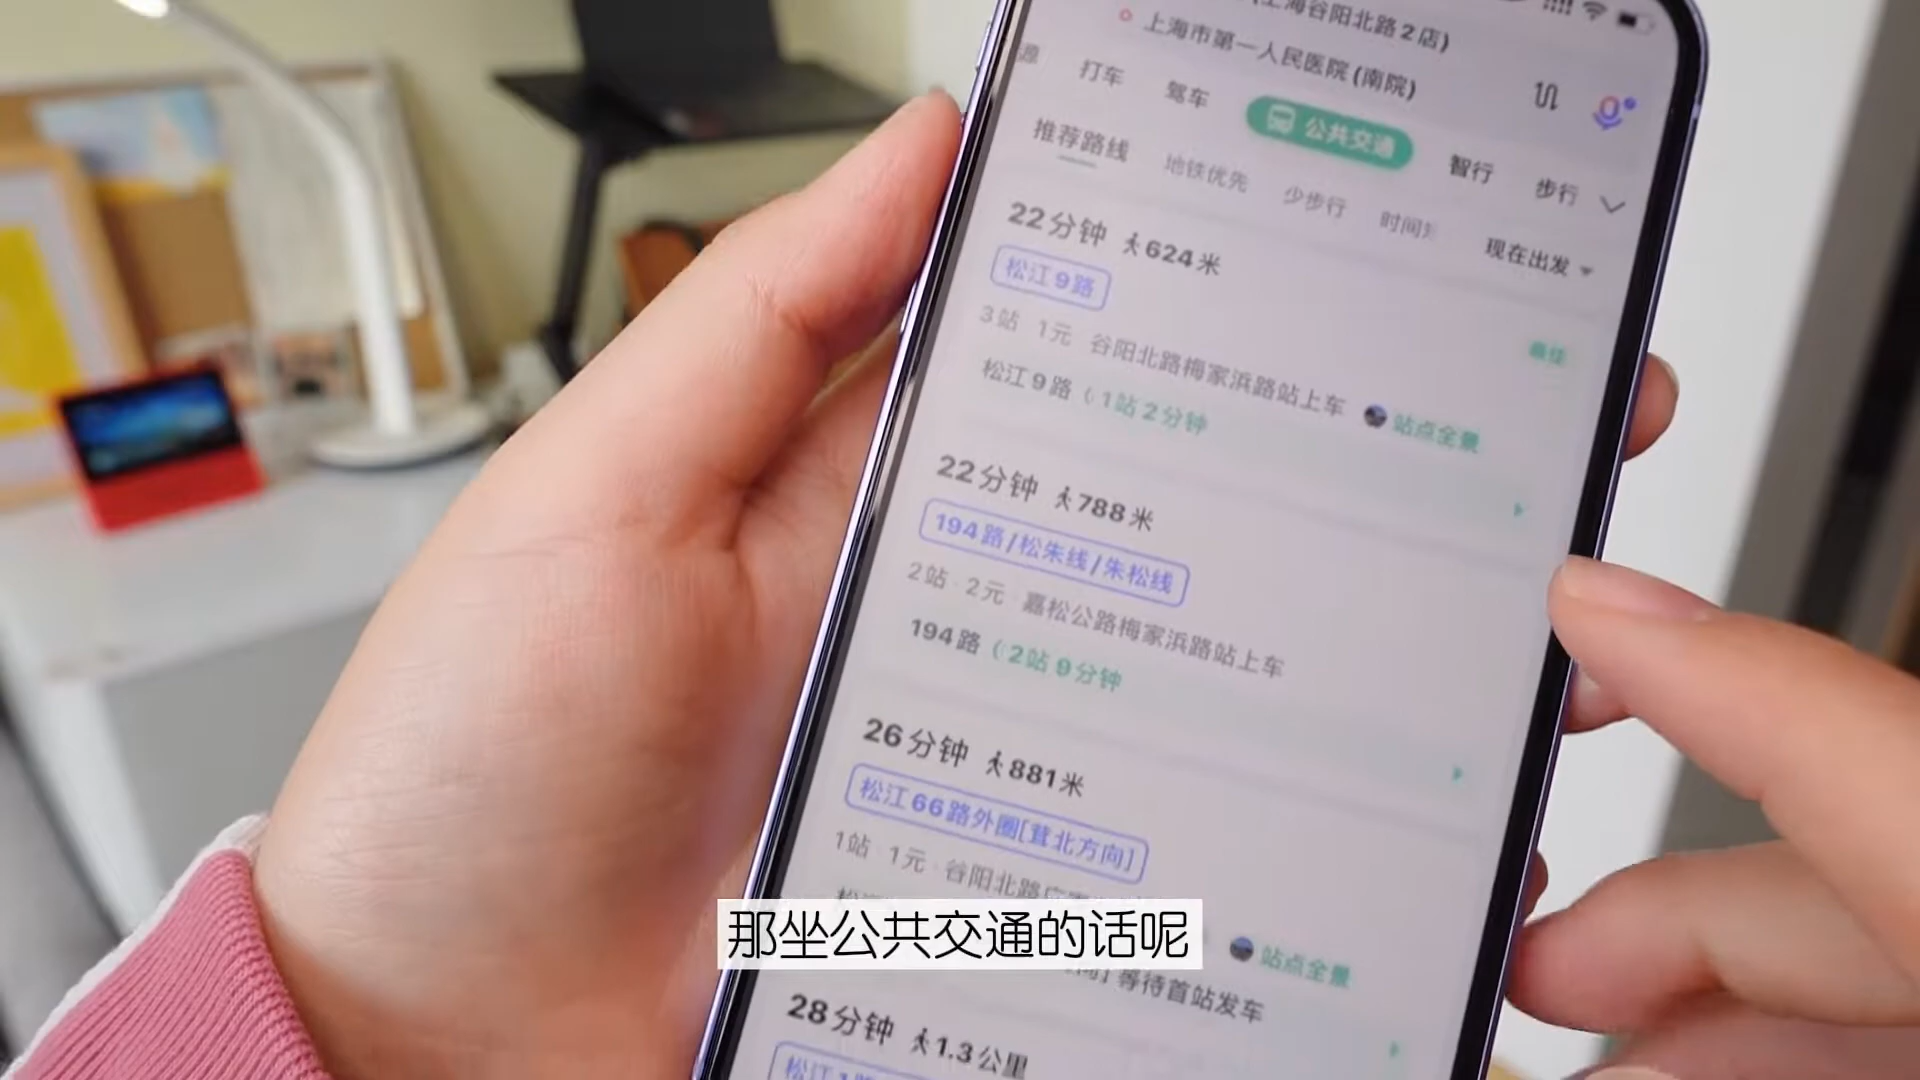 (上海谷阳北路2店)
上海市第一人民医院(南院)
打车 驾车 公共交通 智行 步行
推荐路线 地铁优先 少步行 时间 现在出发
22分钟 624米
松江9路
最佳
3站 1元 谷阳北路梅家浜路站上车 站点全景
松江9路 1站 2分钟
22分钟 788米
194路/松朱线/朱松线
2站·2元 嘉松公路梅家浜路站上车
194路 2站 9分钟
26分钟 881米
松江66路外圈[茸北方向]
1站·1元·谷阳北路
站点全景
等待首站发车
那坐公共交通的话呢
28分钟 1.3公里